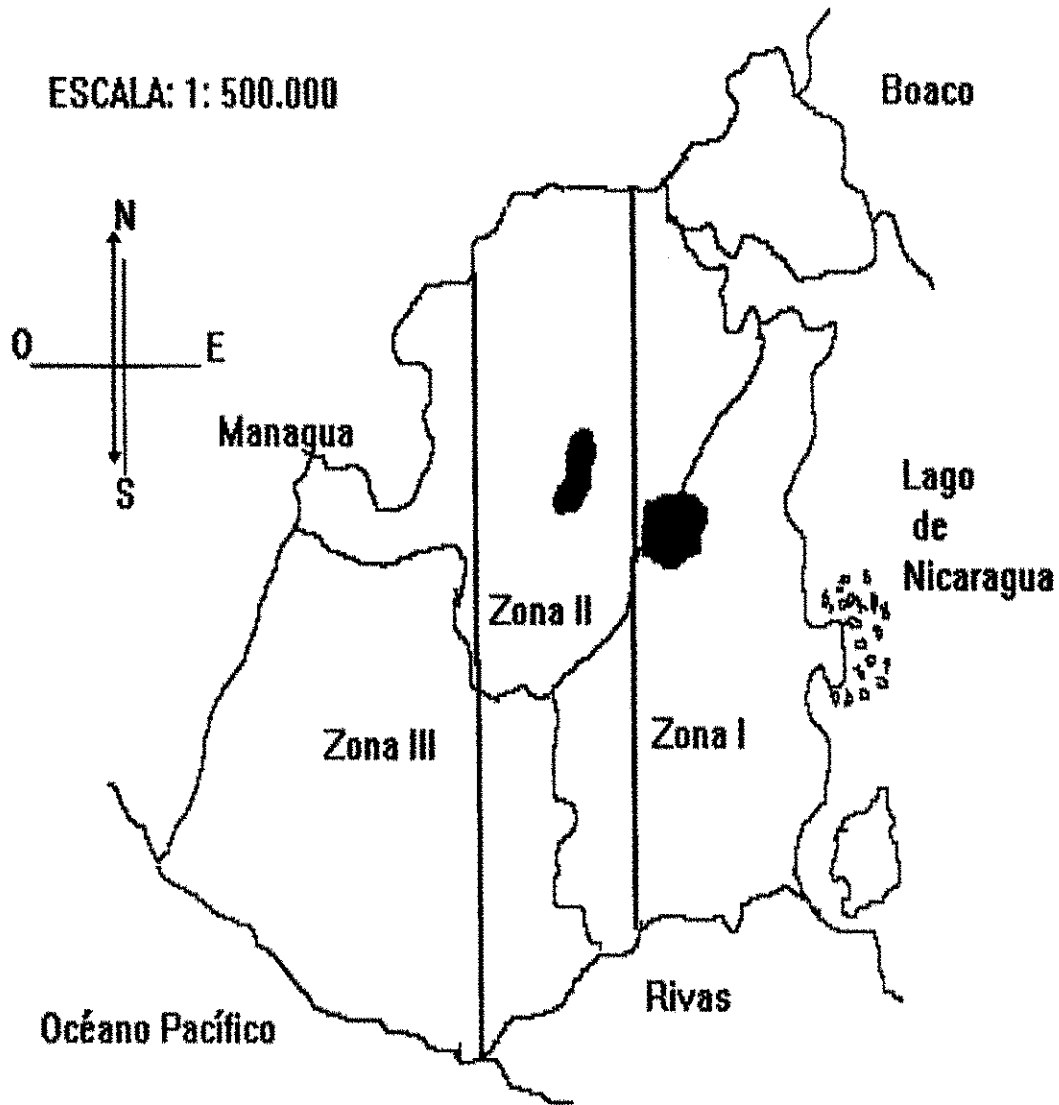 ESCALA: 1: 500.000
Boaco
N
O
E
Managua
S
Lago
de
Nicaragua
Zona II
Zona III
Zona I
Rivas
Océano Pacífico